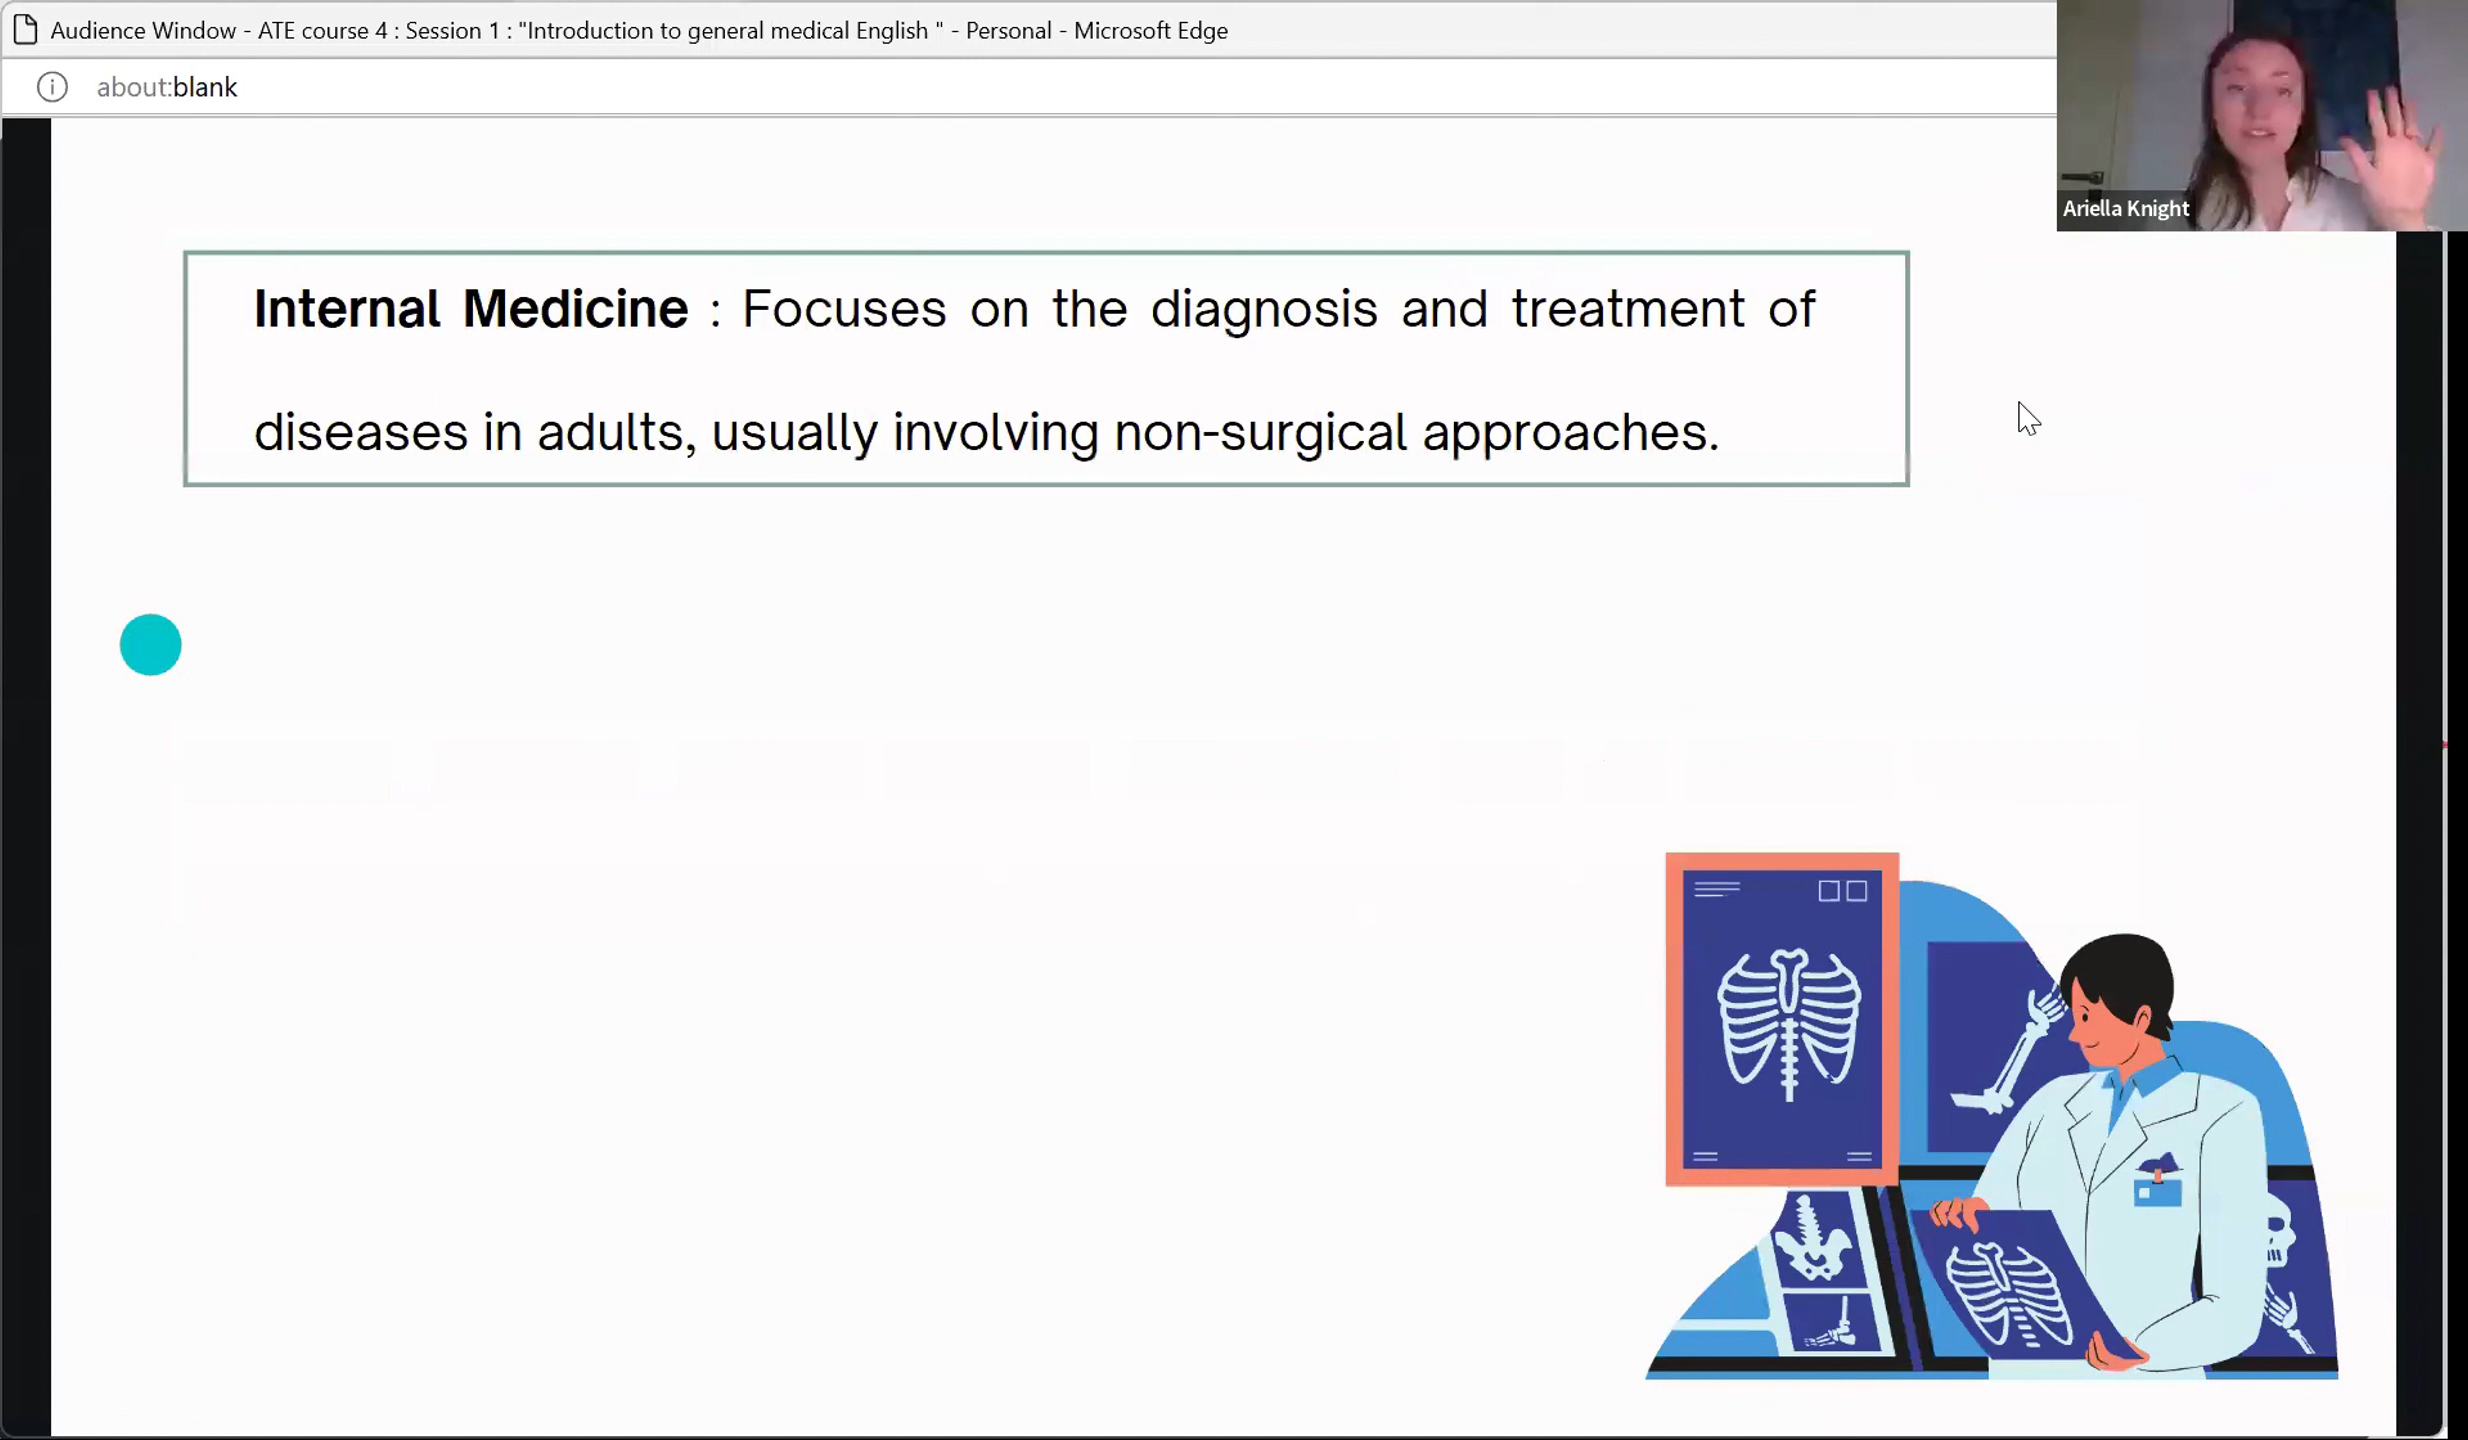 Audience Window - ATE course 4 : Session 1 : "Introduction to general medical English " - Personal - Microsoft Edge
about:blank
Ariella Knight
Internal Medicine : Focuses on the diagnosis and treatment of
diseases in adults, usually involving non-surgical approaches.